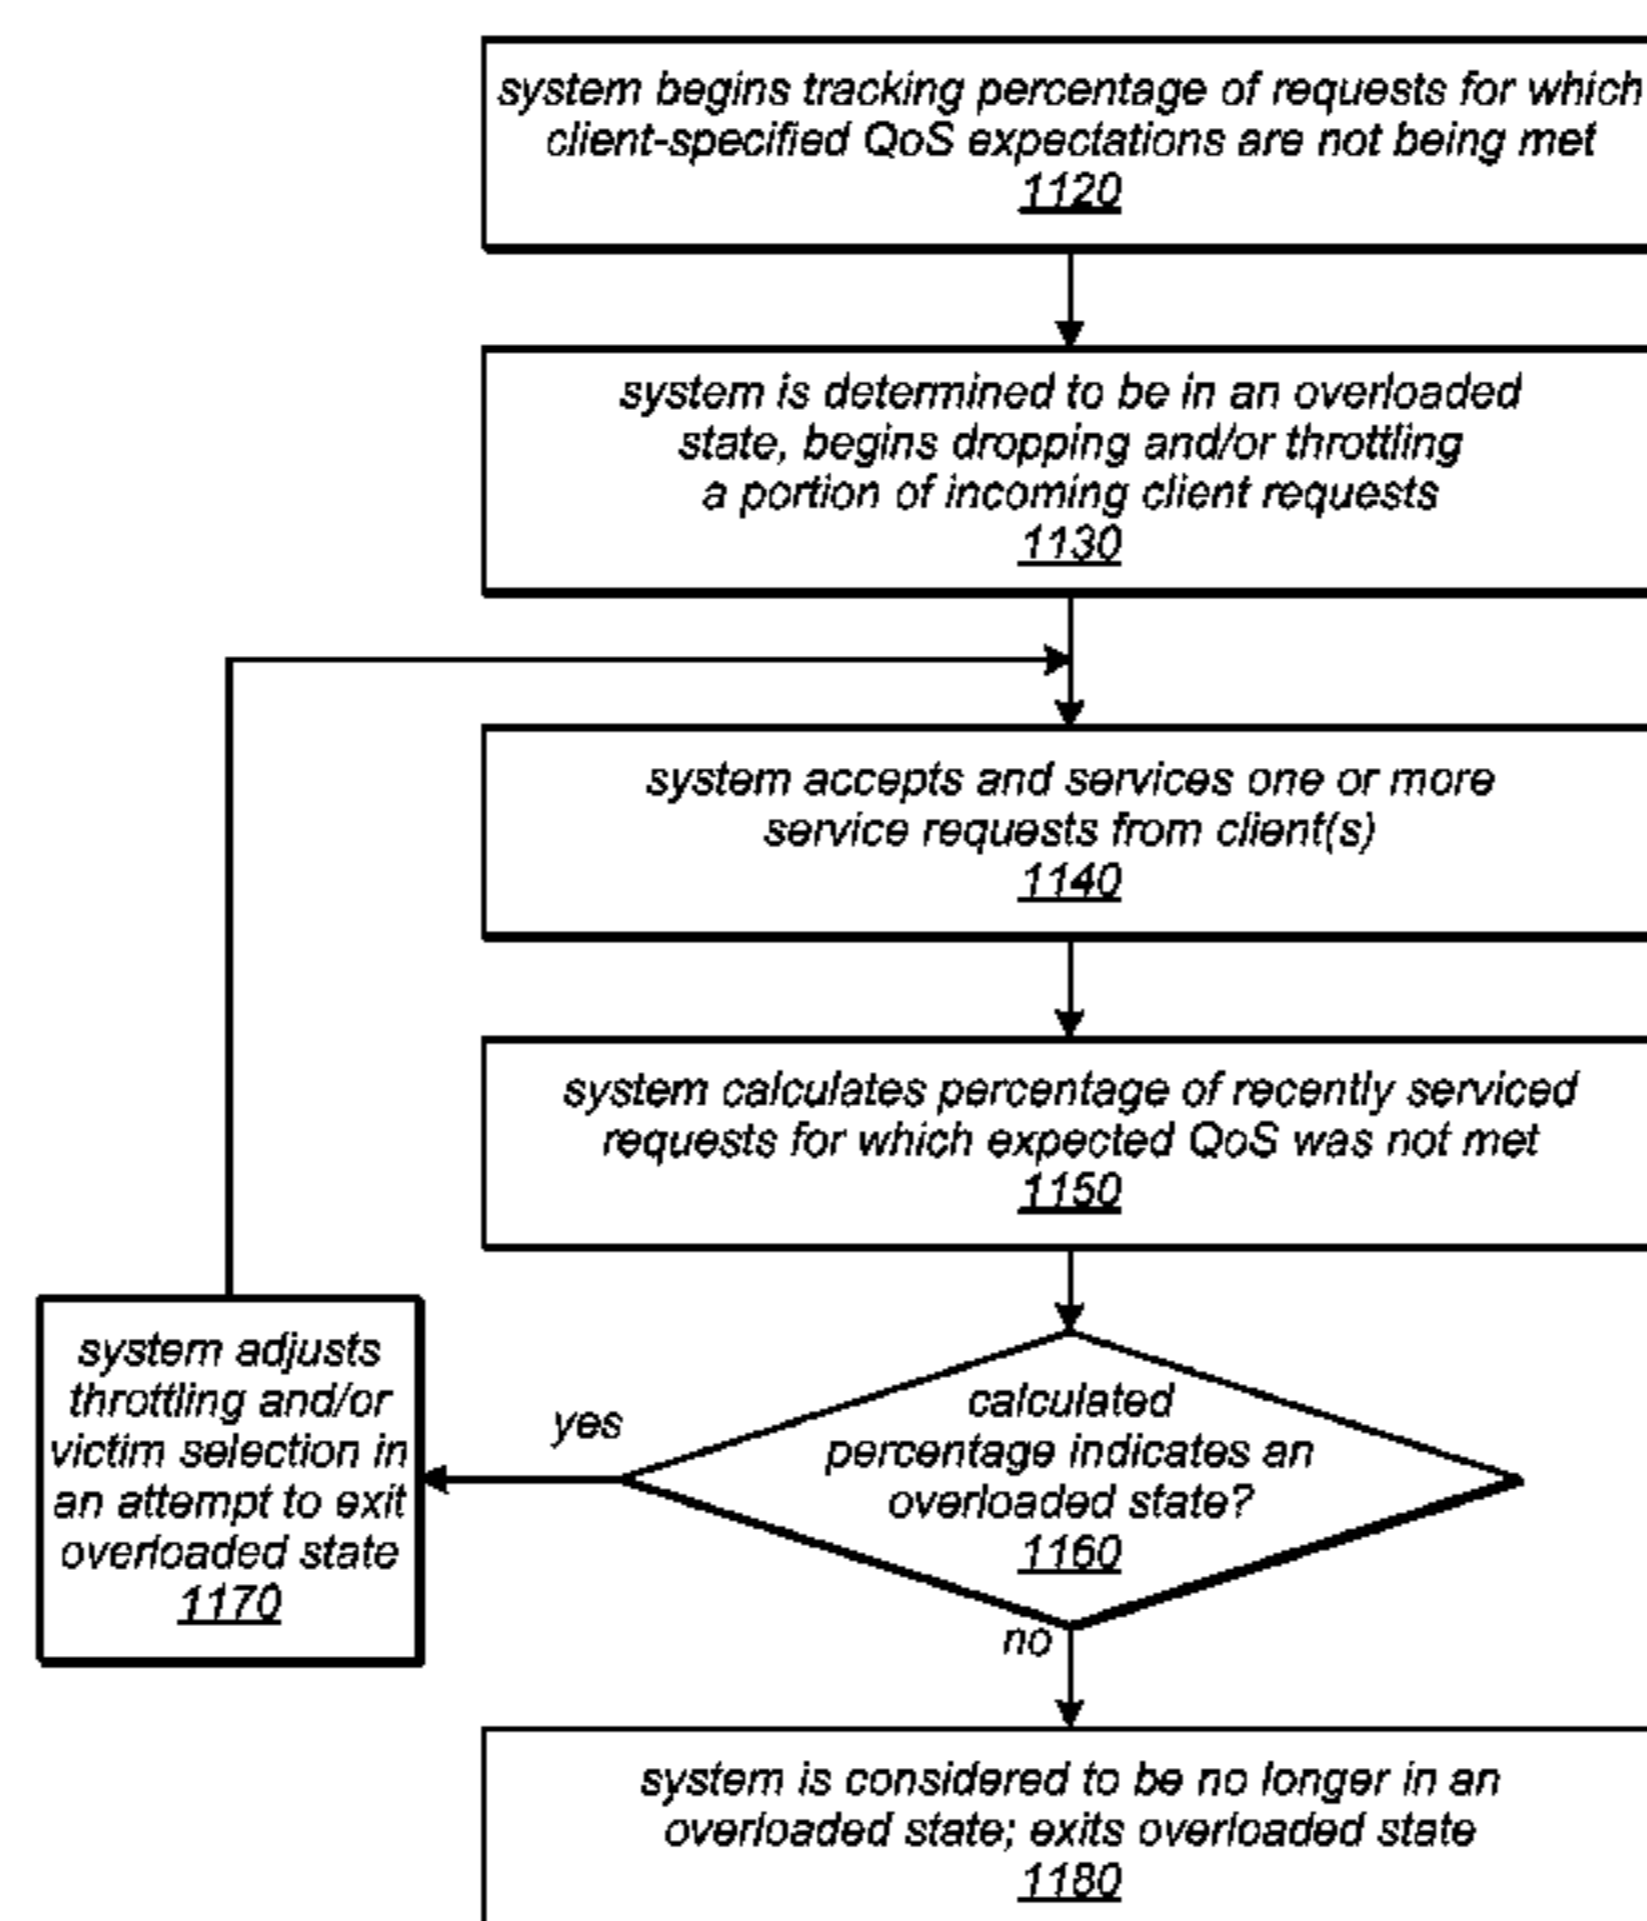 system begins tracking percentage of requests for which
client-specified QoS expectations are not being met
1120
system is determined to be in an overloaded
state, begins dropping and/or throttling
a portion of incoming client requests
1130
system accepts and services one or more
service requests from client(s)
1140
system calculates percentage of recently serviced
requests for which expected QoS was not met
1150
calculated
percentage indicates an
overloaded state?
1160
yes
system adjusts
throttling and/or
victim selection in
an attempt to exit
overloaded state
1170
no
system is considered to be no longer in an
overloaded state; exits overloaded state
1180